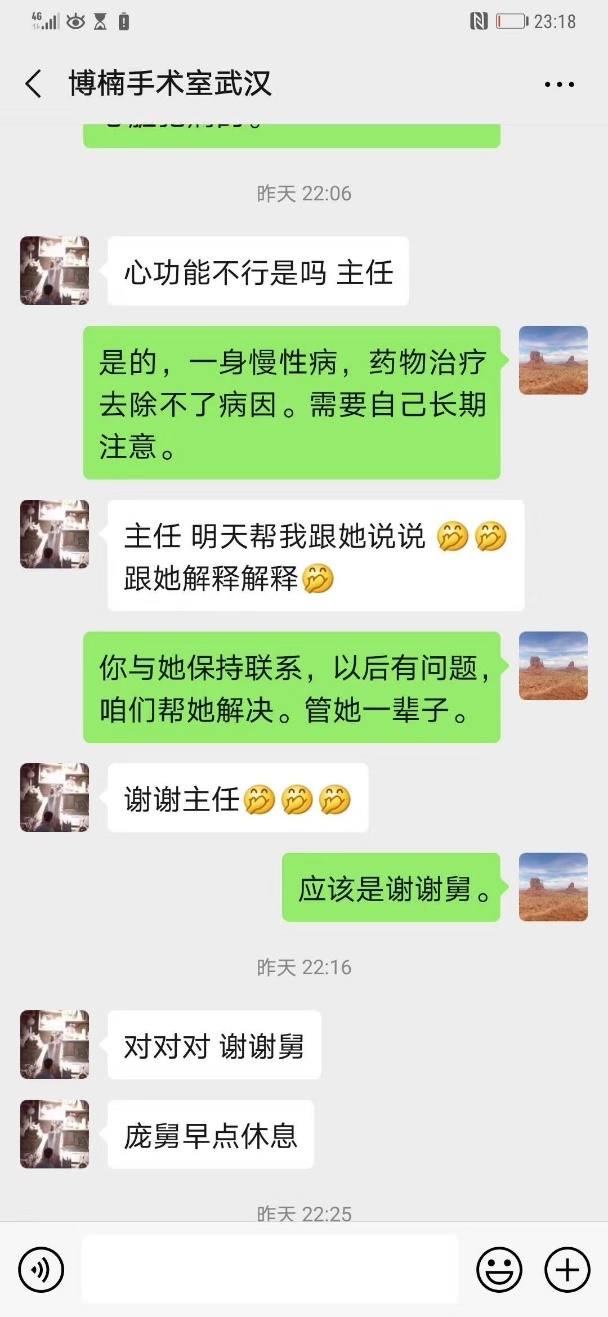 4G
23:18
博楠手术室武汉
昨天 22:06
心功能不行是吗 主任
是的，一身慢性病，药物治疗
去除不了病因。需要自己长期
注意。
主任 明天帮我跟她说说 🤭🤭
跟她解释解释🤭
你与她保持联系，以后有问题，
咱们帮她解决。管她一辈子。
谢谢主任🤭🤭🤭
应该是谢谢舅。
昨天 22:16
对对对 谢谢舅
庞舅早点休息
昨天 22:25